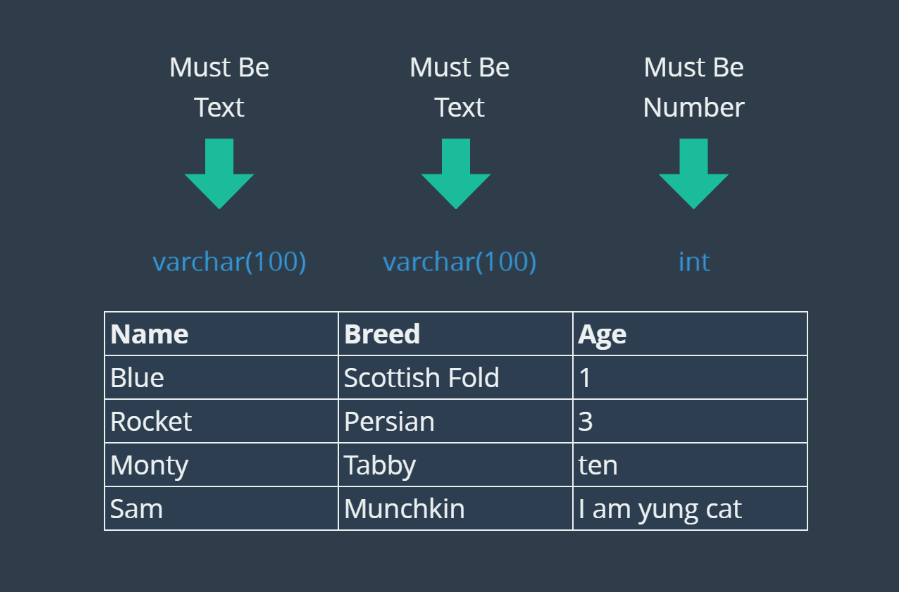 Must Be Must Be Must Be
Text Text Number
varchar(100) varchar(100) int
Name Breed Age
Blue Scottish Fold 1
Rocket Persian 3
Monty Tabby ten
Sam Munchkin I am yung cat